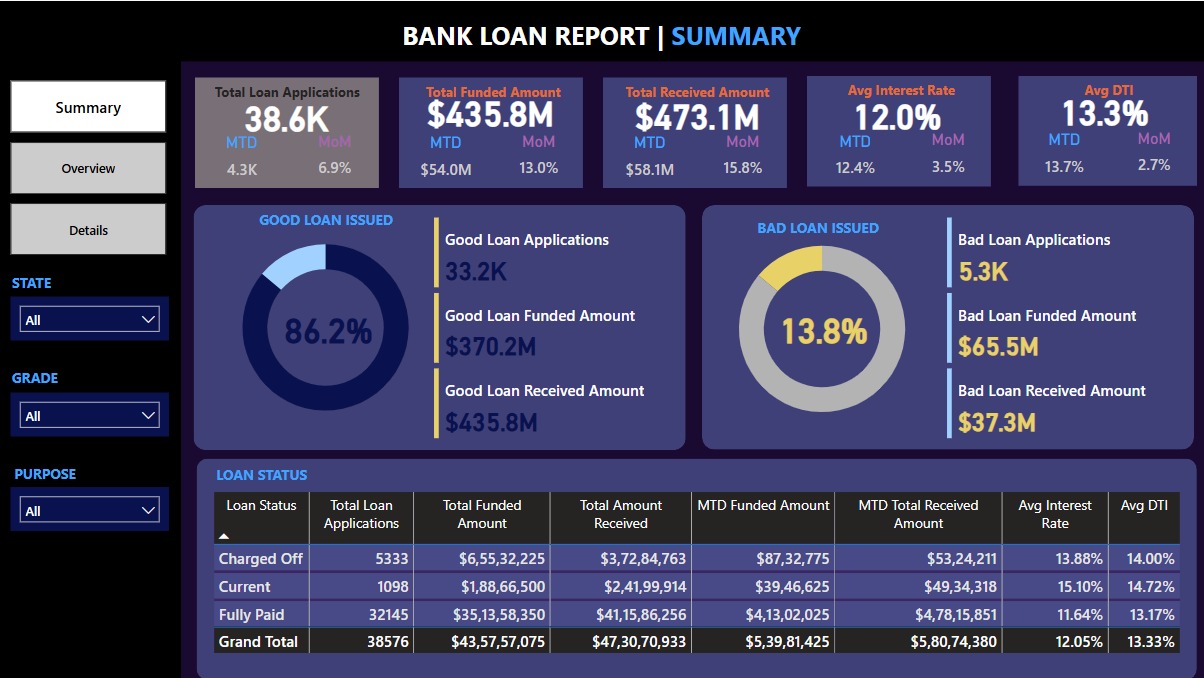 BANK LOAN REPORT | SUMMARY
Summary
Overview
Details
STATE
All
GRADE
All
PURPOSE
All
Total Loan Applications
38.6K
MTD MoM
4.3K 6.9%
Total Funded Amount
$435.8M
MTD MoM
$54.0M 13.0%
Total Received Amount
$473.1M
MTD MoM
$58.1M 15.8%
Avg Interest Rate
12.0%
MTD MoM
12.4% 3.5%
Avg DTI
13.3%
MTD MoM
13.7% 2.7%
GOOD LOAN ISSUED
86.2%
Good Loan Applications
33.2K
Good Loan Funded Amount
$370.2M
Good Loan Received Amount
$435.8M
BAD LOAN ISSUED
13.8%
Bad Loan Applications
5.3K
Bad Loan Funded Amount
$65.5M
Bad Loan Received Amount
$37.3M
LOAN STATUS
Loan Status Total Loan Applications Total Funded Amount Total Amount Received MTD Funded Amount MTD Total Received Amount Avg Interest Rate Avg DTI
Charged Off 5333 $6,55,32,225 $3,72,84,763 $87,32,775 $53,24,211 13.88% 14.00%
Current 1098 $1,88,66,500 $2,41,99,914 $39,46,625 $49,34,318 15.10% 14.72%
Fully Paid 32145 $35,13,58,350 $41,15,86,256 $4,13,02,025 $4,78,15,851 11.64% 13.17%
Grand Total 38576 $43,57,57,075 $47,30,70,933 $5,39,81,425 $5,80,74,380 12.05% 13.33%